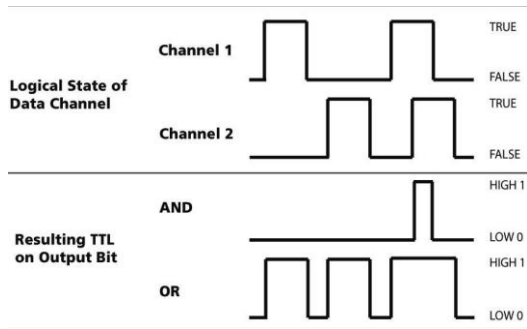 Channel 1
TRUE
FALSE
Logical State of
Data Channel
Channel 2
TRUE
FALSE
AND
HIGH 1
LOW 0
Resulting TTL
on Output Bit
OR
HIGH 1
LOW 0